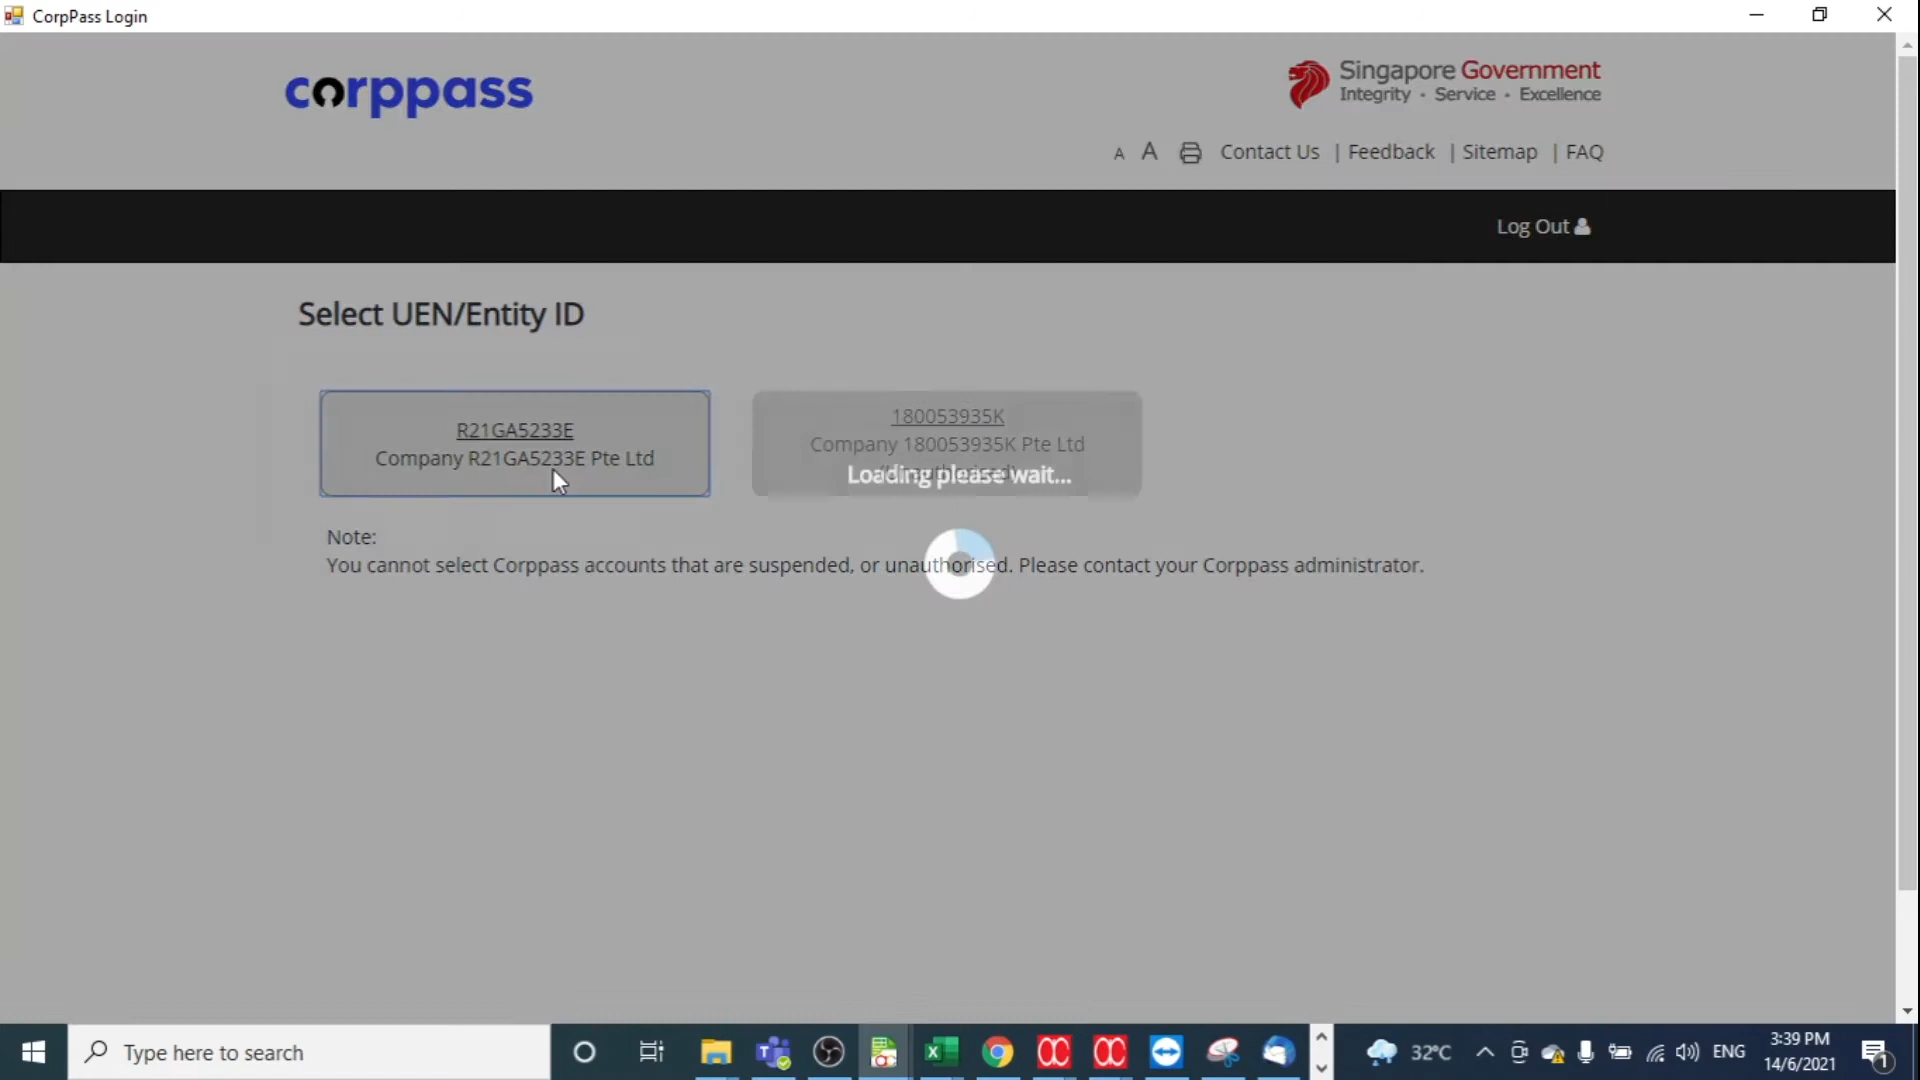 CorpPass Login
corppass
Singapore Government
Integrity · Service · Excellence
A A Contact Us | Feedback | Sitemap | FAQ
Log Out
Select UEN/Entity ID
R21GA5233E
Company R21GA5233E Pte Ltd
180053935K
Company 180053935K Pte Ltd
Loading please wait...
Note:
You cannot select Corppass accounts that are suspended, or unauthorised. Please contact your Corppass administrator.
Type here to search
32°C
ENG
3:39 PM
14/6/2021
1